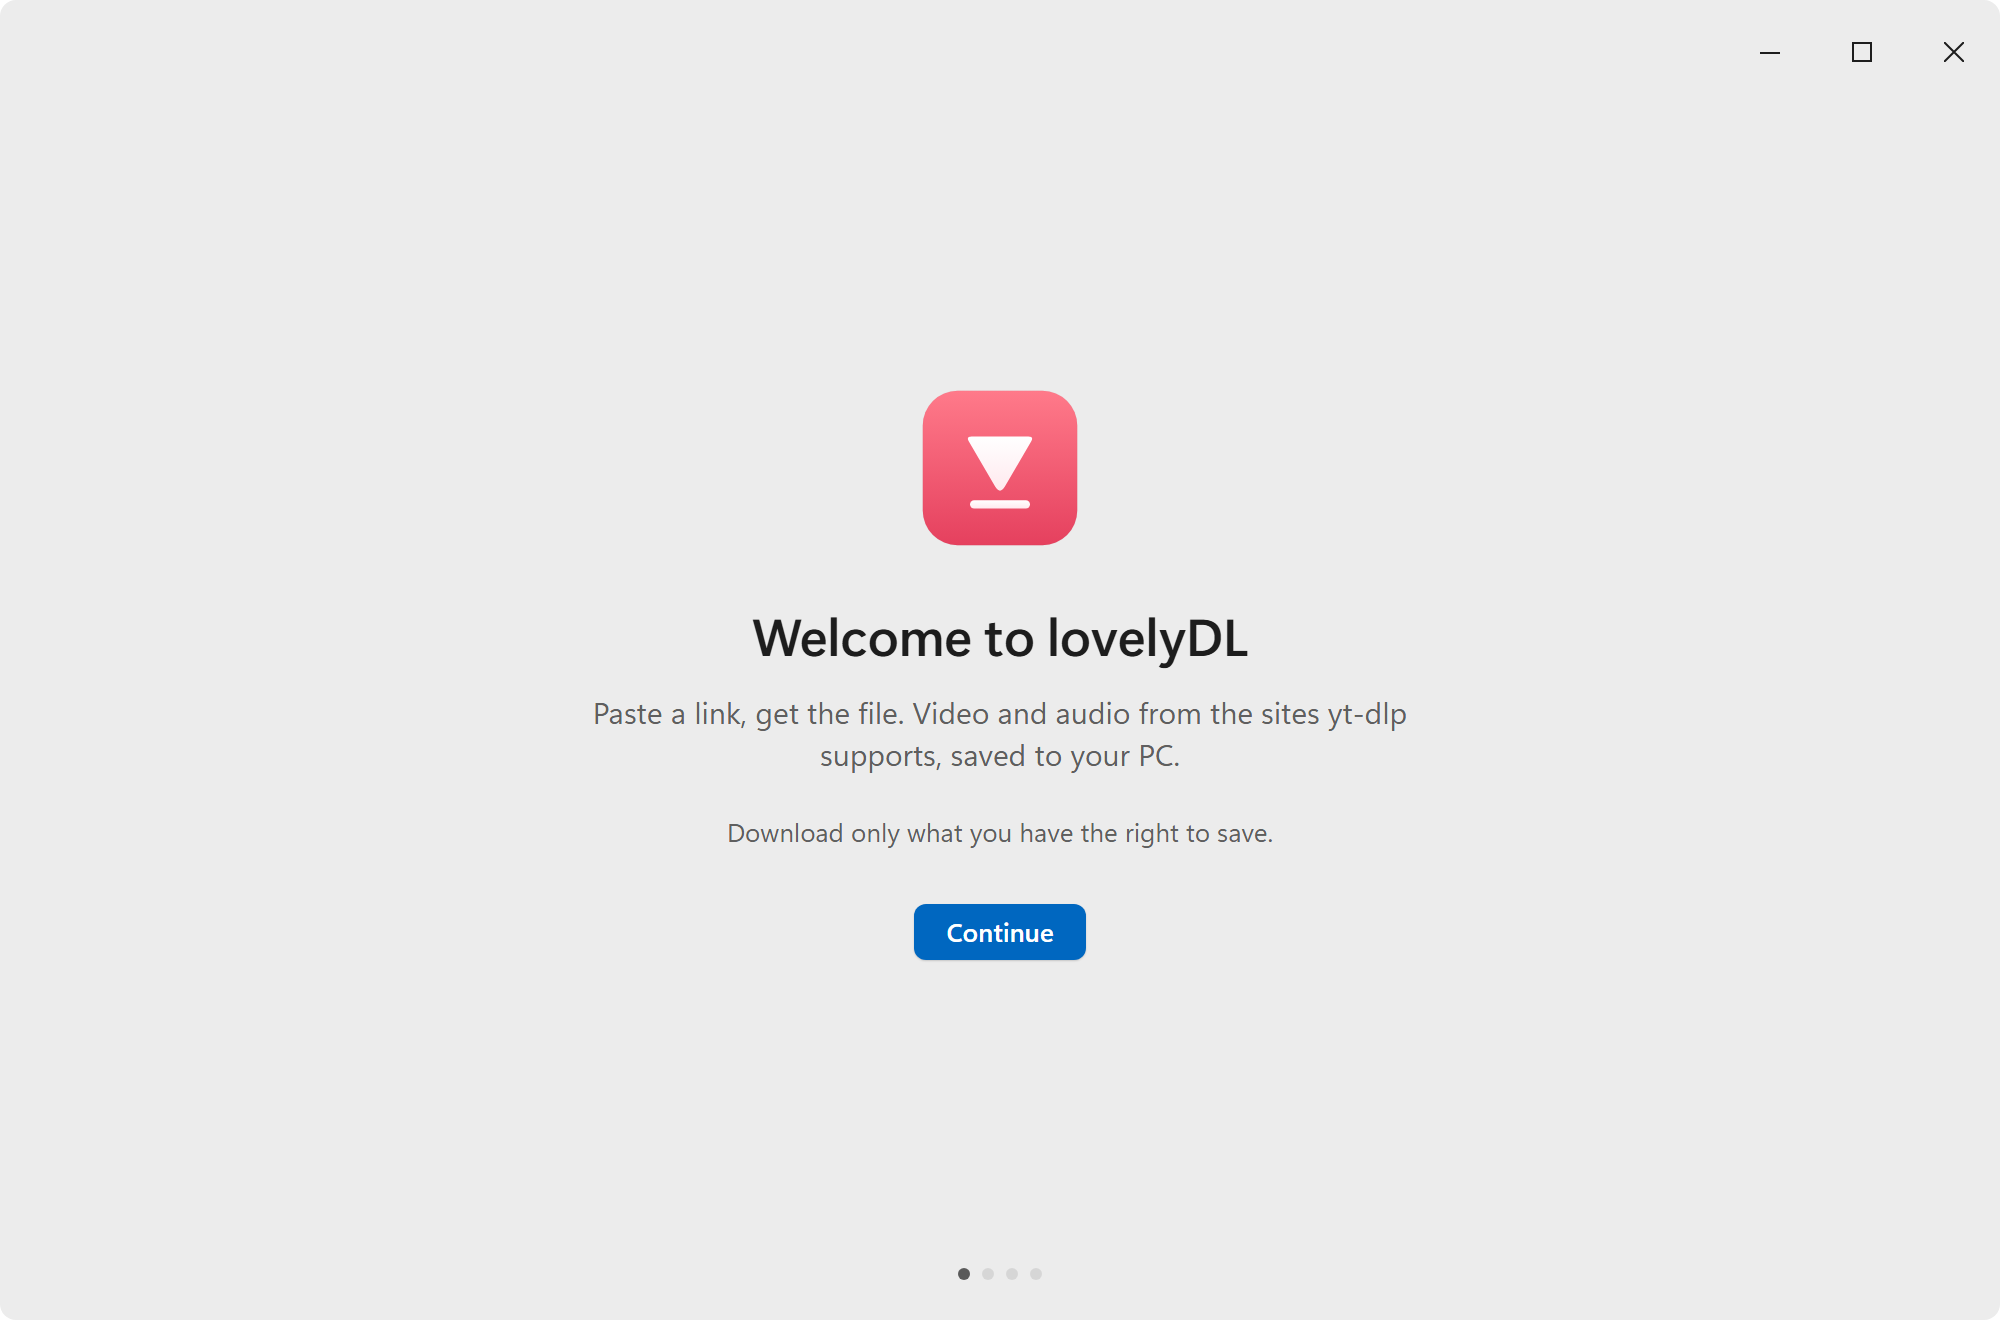 Welcome to lovelyDL
Paste a link, get the file. Video and audio from the sites yt-dlp
supports, saved to your PC.
Download only what you have the right to save.
Continue